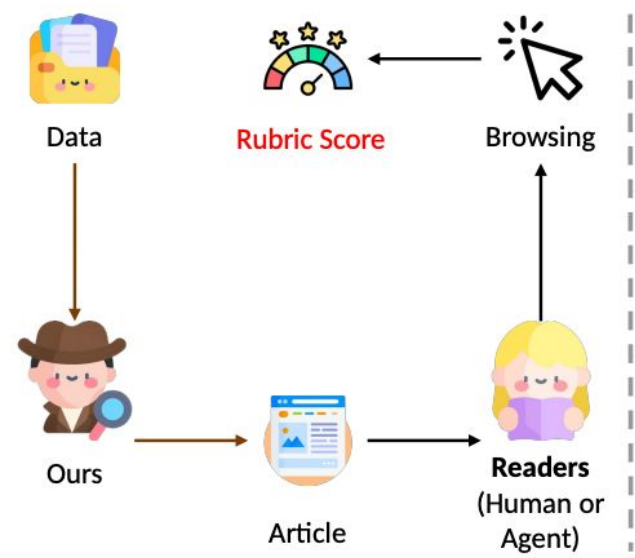 Data
Rubric Score
Browsing
Ours
Article
Readers
(Human or
Agent)